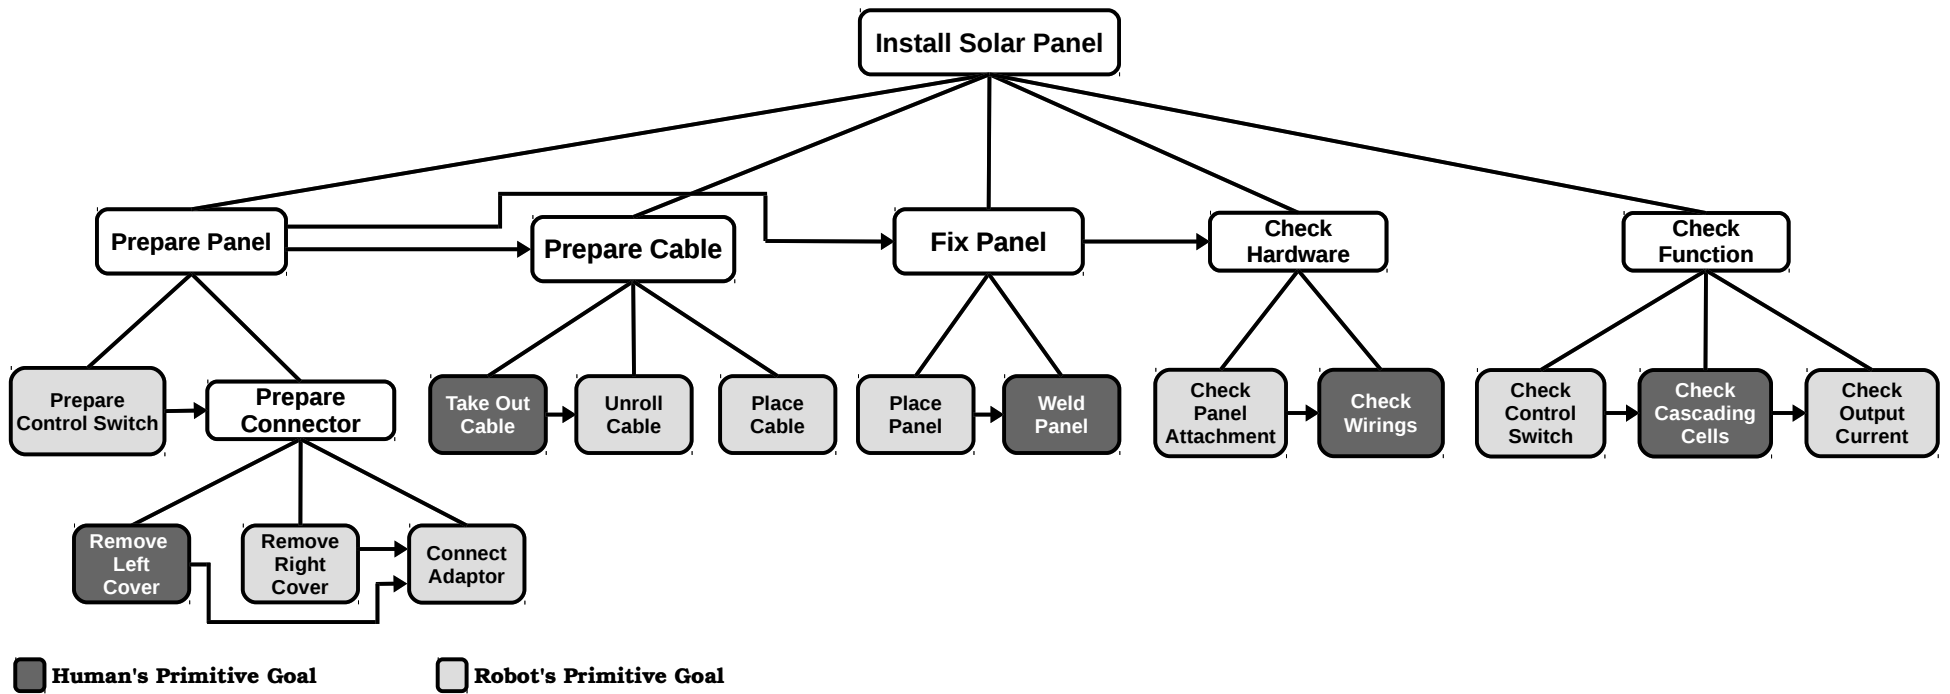 Install Solar Panel
Prepare Panel
Prepare Cable
Fix Panel
Check
Hardware
Check
Function
Prepare
Control Switch
Prepare
Connector
Take Out
Cable
Unroll
Cable
Place
Cable
Place
Panel
Weld
Panel
Check
Panel
Attachment
Check
Wirings
Check
Control
Switch
Check
Cascading
Cells
Check
Output
Current
Remove
Left
Cover
Remove
Right
Cover
Connect
Adaptor
Human's Primitive Goal
Robot's Primitive Goal